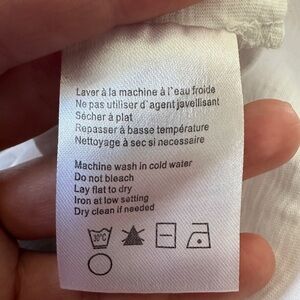 Laver à la machine à l'eau froide
Ne pas utiliser d'agent javellisant
Sécher à plat
Repasser à basse température
Nettoyage à sec si necessaire
Machine wash in cold water
Do not bleach
Lay flat to dry
Iron at low setting
Dry clean if needed
30°C